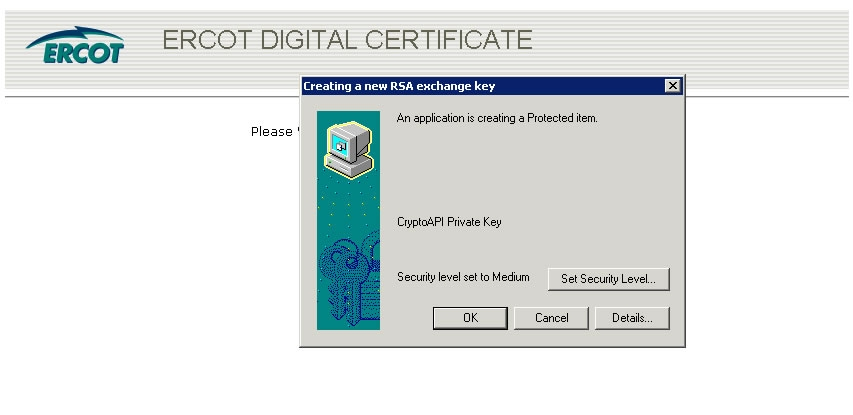 ERCOT
ERCOT DIGITAL CERTIFICATE
Creating a new RSA exchange key
Please '
An application is creating a Protected item.
CryptoAPI Private Key
Security level set to Medium
Set Security Level...
OK
Cancel
Details...